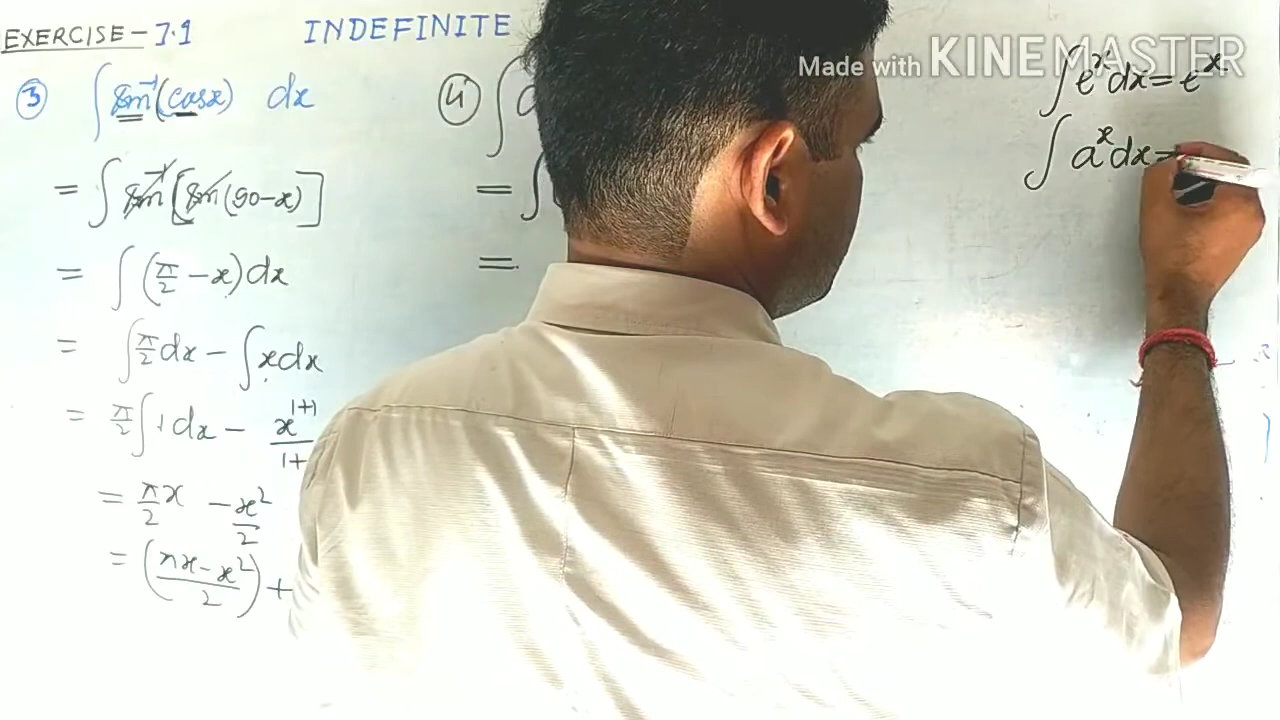 EXERCISE - 7.1 INDEFINITE
③ ∫ sin⁻¹(cosx) dx
= ∫ sin⁻¹[sin(90-x)]
= ∫ (π/2 - x) dx
= ∫ π/2 dx - ∫ x dx
= π/2 ∫ 1 dx - x¹⁺¹/1+
= π/2 x - x²/2
= (πx - x²/2) +
④ ∫
= ∫
=
Made with KINEMASTER
∫ eˣ dx = eˣ
∫ aˣ dx =